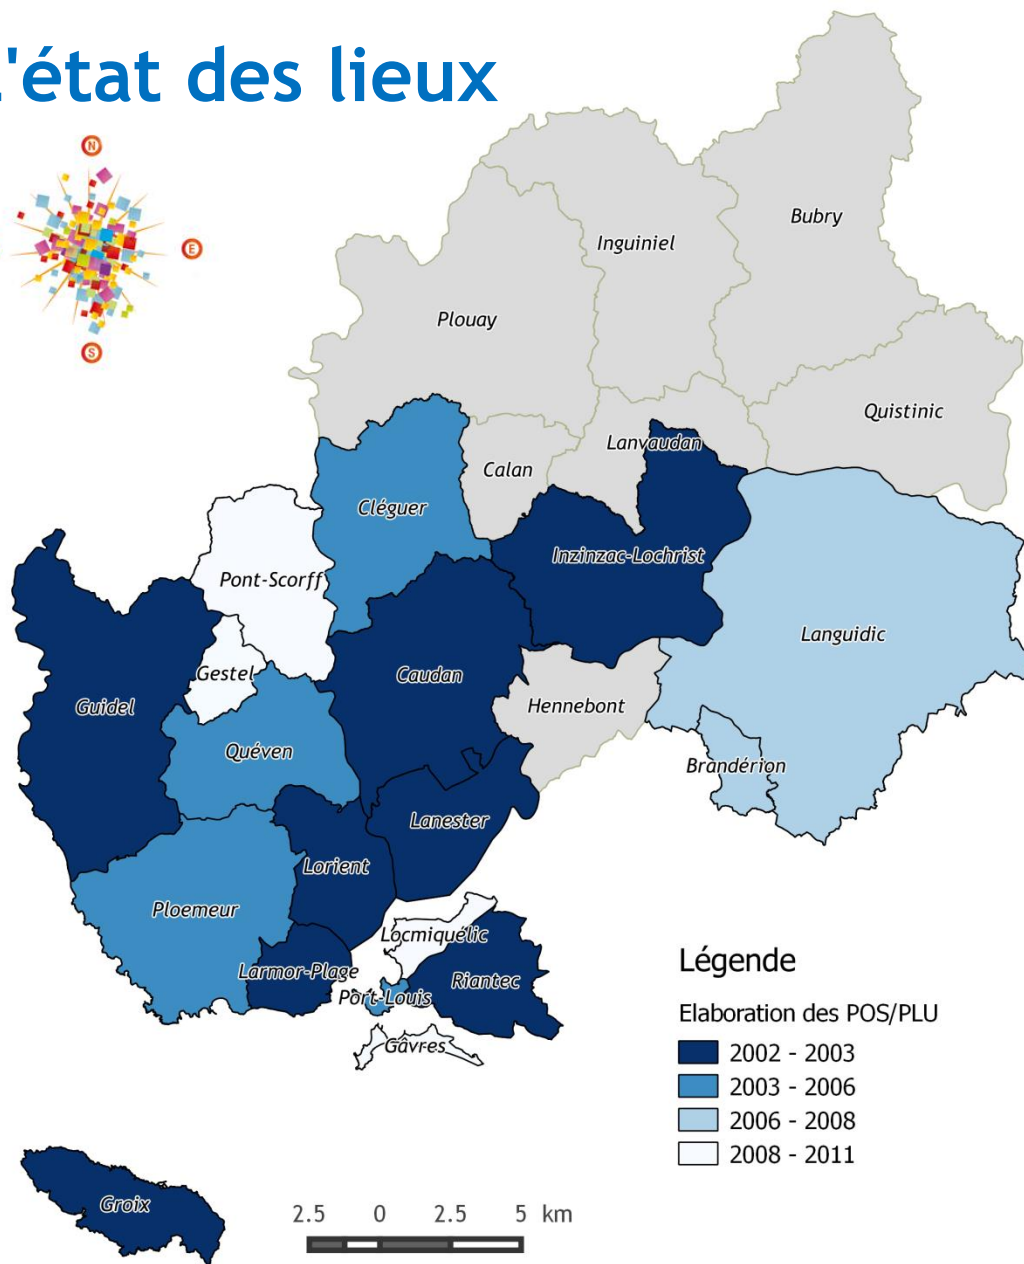 'état des lieux
N
E
S
Bubry
Inguiniel
Plouay
Quistinic
Lanvaudan
Calan
Cléguer
Inzinzac-Lochrist
Pont-Scorff
Languidic
Gestel
Caudan
Guidel
Hennebont
Quéven
Brandérion
Lanester
Lorient
Ploemeur
Locmiquélic
Larmor-Plage
Riantec
Port-Louis
Gâvres
Groix
Légende
Elaboration des POS/PLU
2002 - 2003
2003 - 2006
2006 - 2008
2008 - 2011
2.5 0 2.5 5 km